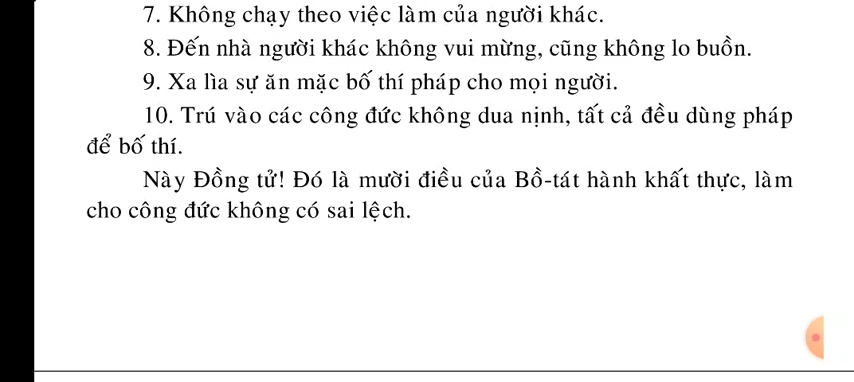 7. Không chạy theo việc làm của người khác.
8. Đến nhà người khác không vui mừng, cũng không lo buồn.
9. Xa lìa sự ăn mặc bố thí pháp cho mọi người.
10. Trú vào các công đức không dua nịnh, tất cả đều dùng pháp
để bố thí.
Này Đồng tử! Đó là mười điều của Bồ-tát hành khất thực, làm
cho công đức không có sai lệch.